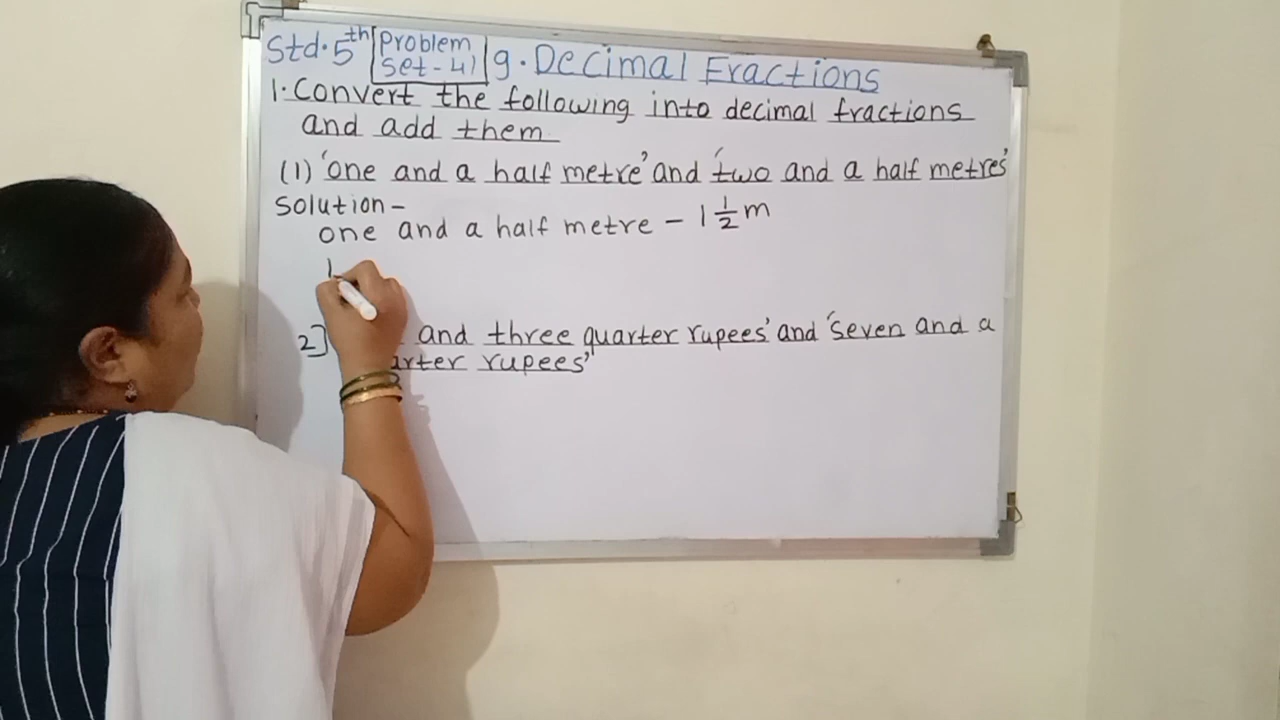 Std. 5th Problem Set-41 9. Decimal Fractions
1. Convert the following into decimal fractions
and add them
(1) 'one and a half metre' and 'two and a half metres'
solution-
one and a half metre - 1 1/2 m
1
2] and three quarter rupees' and 'seven and a
rupees'